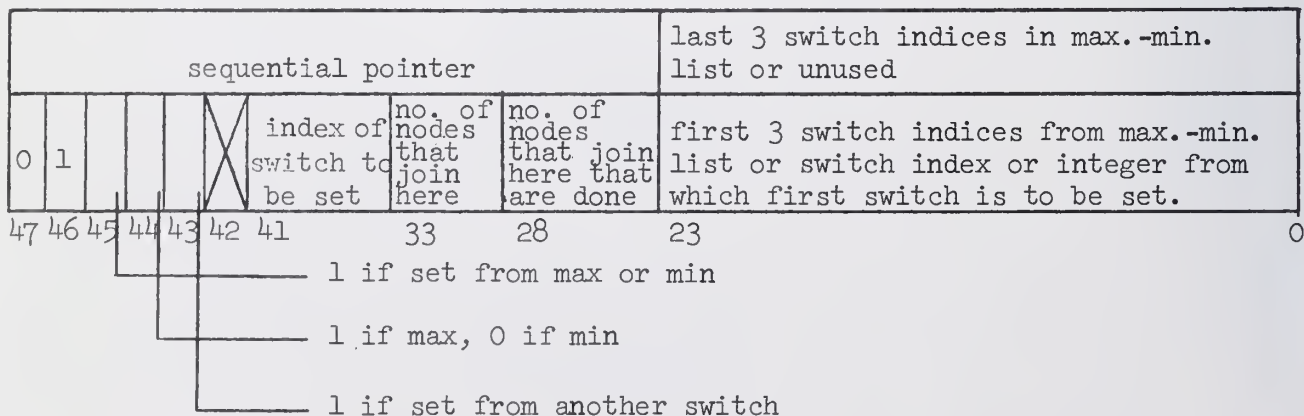 sequential pointer
last 3 switch indices in max.-min.
list or unused
0
1
index of
switch to
be set
no. of
nodes
that
join
here
no. of
nodes
that join
here that
are done
first 3 switch indices from max.-min.
list or switch index or integer from
which first switch is to be set.
47 46 45 44 43 42 41 33 28 23 0
1 if set from max or min
1 if max, 0 if min
1 if set from another switch